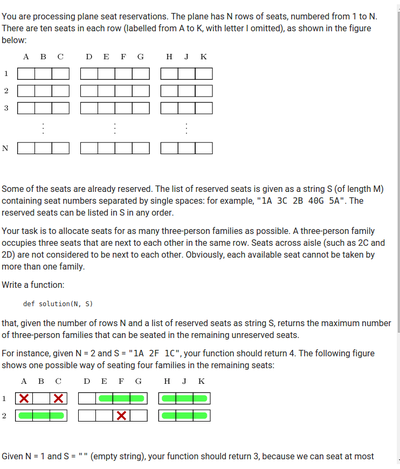 You are processing plane seat reservations. The plane has N rows of seats, numbered from 1 to N.
There are ten seats in each row (labelled from A to K, with letter I omitted), as shown in the figure
below:
A B C D E F G H J K
1
2
3
N
Some of the seats are already reserved. The list of reserved seats is given as a string S (of length M)
containing seat numbers separated by single spaces: for example, "1A 3C 2B 40G 5A". The
reserved seats can be listed in S in any order.
Your task is to allocate seats for as many three-person families as possible. A three-person family
occupies three seats that are next to each other in the same row. Seats across aisle (such as 2C and
2D) are not considered to be next to each other. Obviously, each available seat cannot be taken by
more than one family.
Write a function:
def solution(N, S)
that, given the number of rows N and a list of reserved seats as string S, returns the maximum number
of three-person families that can be seated in the remaining unreserved seats.
For instance, given N = 2 and S = "1A 2F 1C", your function should return 4. The following figure
shows one possible way of seating four families in the remaining seats:
A B C D E F G H J K
1
2
Given N = 1 and S = "" (empty string), your function should return 3, because we can seat at most